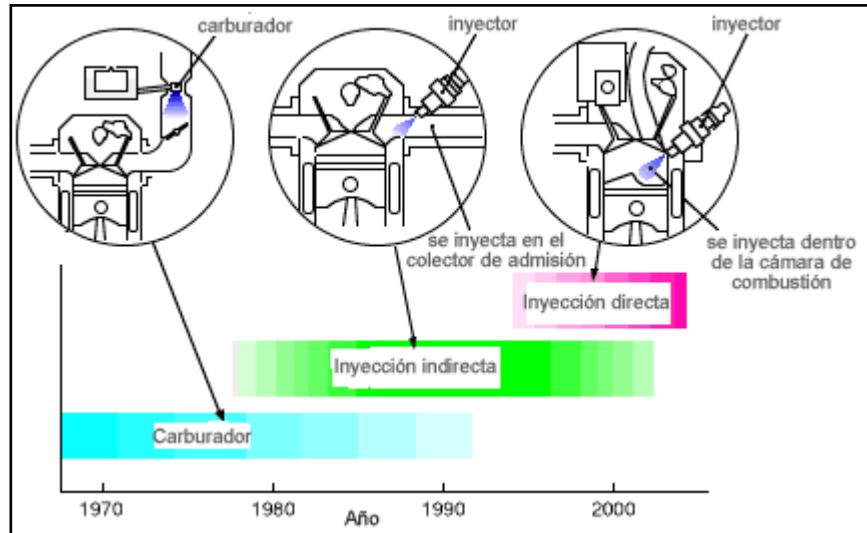 carburador
inyector
inyector
se inyecta en el
colector de admisión
se inyecta dentro
de la cámara de
combustión
Inyección directa
Inyección indirecta
Carburador
1970
1980
1990
2000
Año